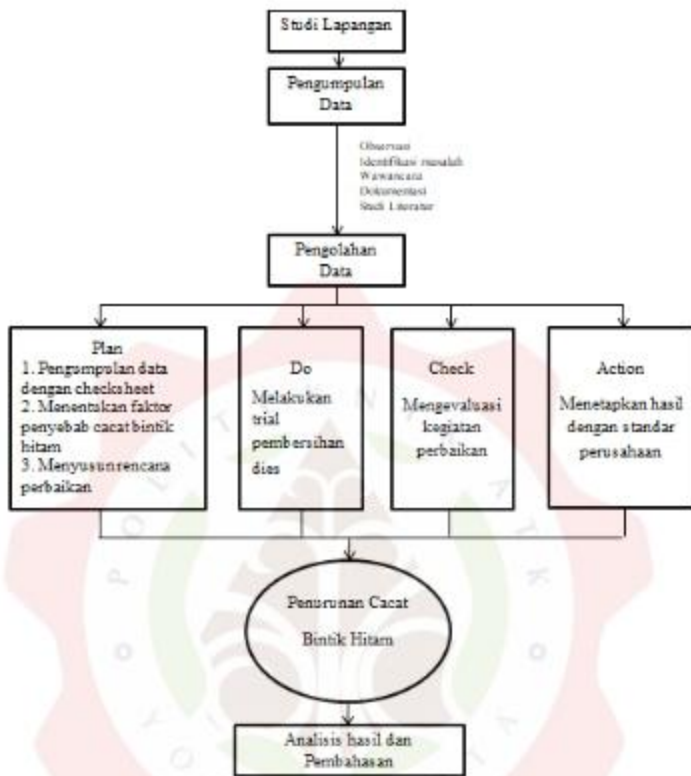 Studi Lapangan
Pengumpulan
Data
Observasi
Identifikasi masalah
Wawancara
Dokumentasi
Studi Literatur
Pengolahan
Data
Plan
1. Pengumpulan data
dengan checksheet
2. Menentukan faktor
penyebab cacat bintik
hitam
3. Menyusun rencana
perbaikan
Do
Melakukan
trial
pembersihan
dies
Check
Mengevaluasi
kegiatan
perbaikan
Action
Menetapkan hasil
dengan standar
perusahaan
Penurunan Cacat
Bintik Hitam
Analisis hasil dan
Pembahasan